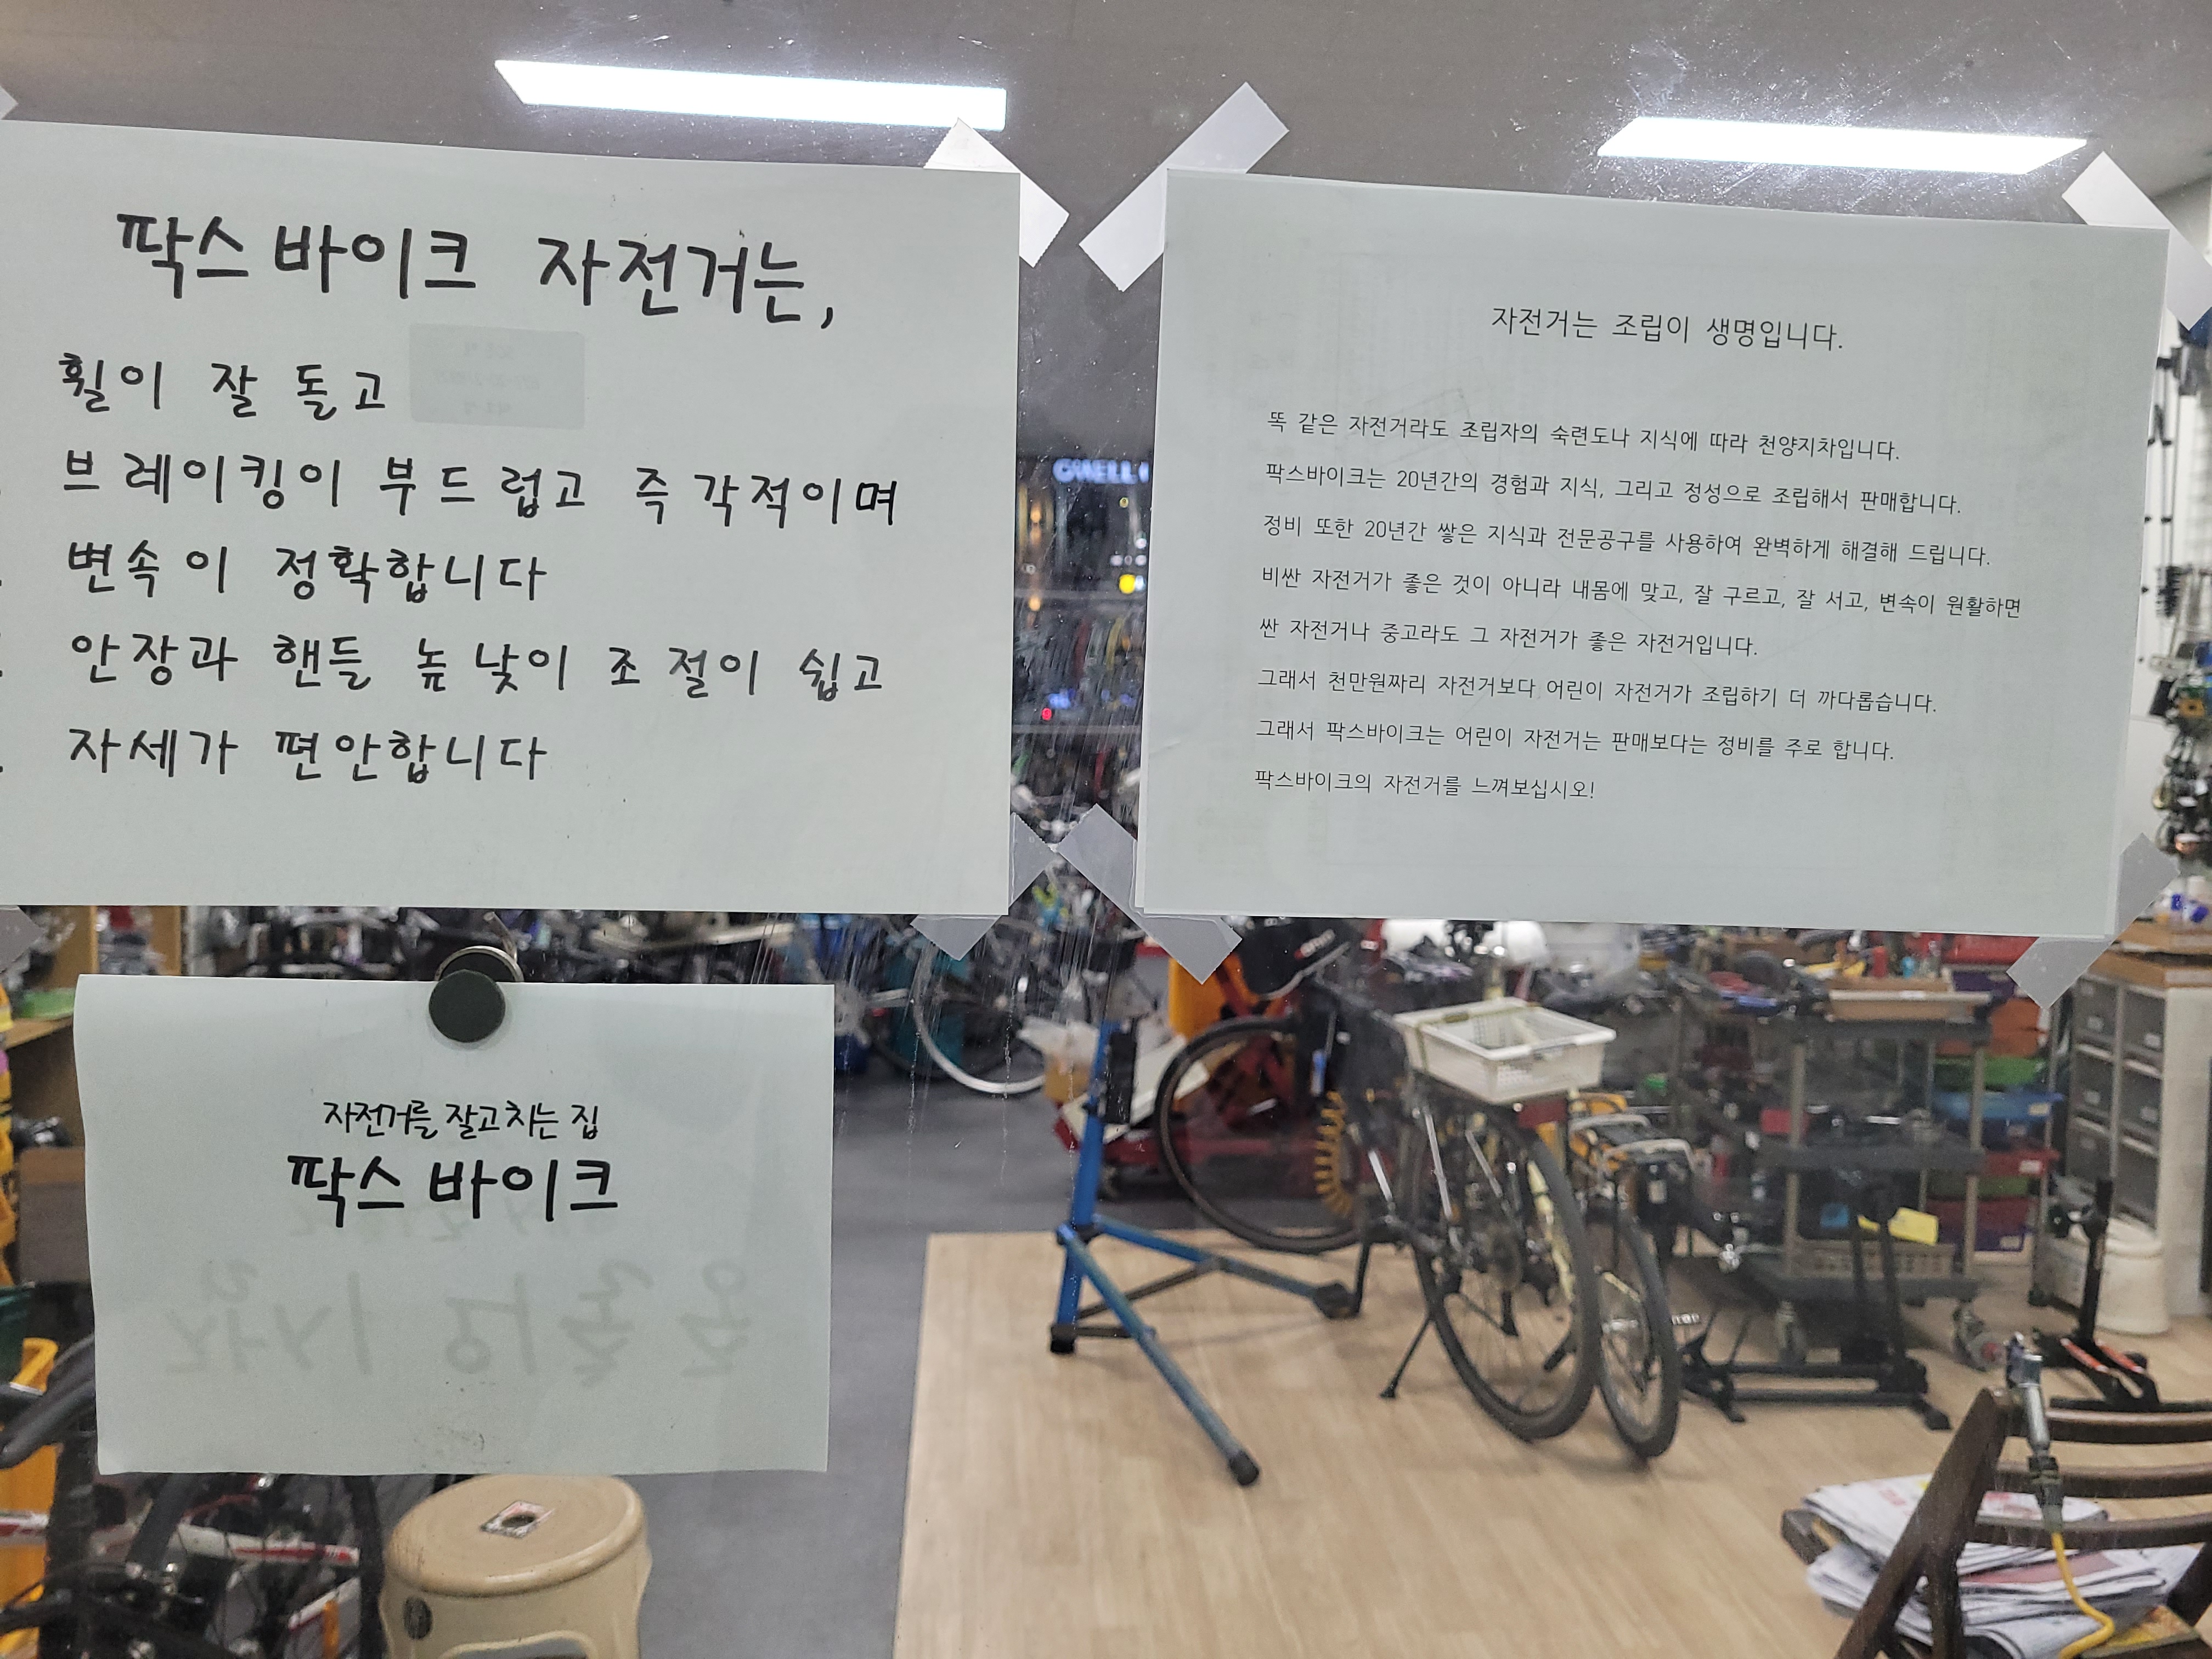 팍스바이크 자전거는,
휠이 잘 돌고
브레이킹이 부드럽고 즉각적이며
변속이 정확합니다
안장과 핸들 높낮이 조절이 쉽고
자세가 편안합니다
자전거는 조립이 생명입니다.
똑 같은 자전거라도 조립자의 숙련도나 지식에 따라 천양지차입니다.
팍스바이크는 20년간의 경험과 지식, 그리고 정성으로 조립해서 판매합니다.
정비 또한 20년간 쌓은 지식과 전문공구를 사용하여 완벽하게 해결해 드립니다.
비싼 자전거가 좋은 것이 아니라 내몸에 맞고, 잘 구르고, 잘 서고, 변속이 원활하면
싼 자전거나 중고라도 그 자전거가 좋은 자전거입니다.
그래서 천만원짜리 자전거보다 어린이 자전거가 조립하기 더 까다롭습니다.
그래서 팍스바이크는 어린이 자전거는 판매보다는 정비를 주로 합니다.
팍스바이크의 자전거를 느껴보십시오!
자전거를 잘고치는 집
팍스 바이크